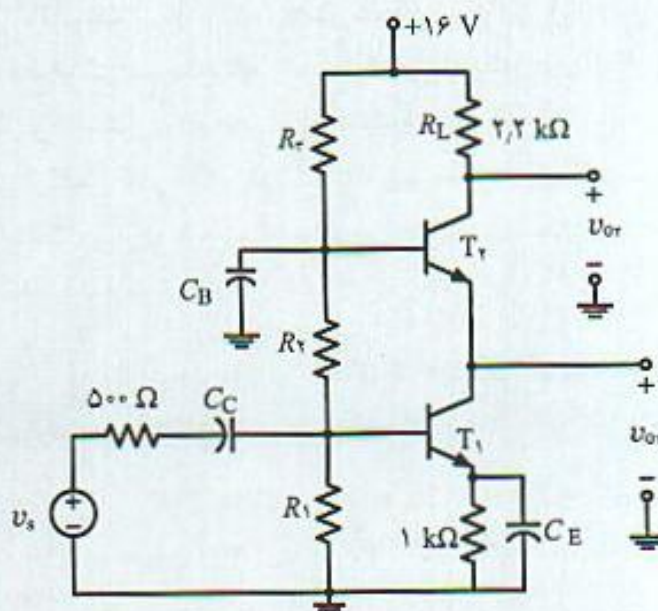 +۱۶ V
R۳
RL ۲٫۲ kΩ
+
vo۲
−
T۲
CB
R۲
+
۵۰۰ Ω
CC
T۱
vo۱
+
vs
−
R۱
−
۱ kΩ
CE